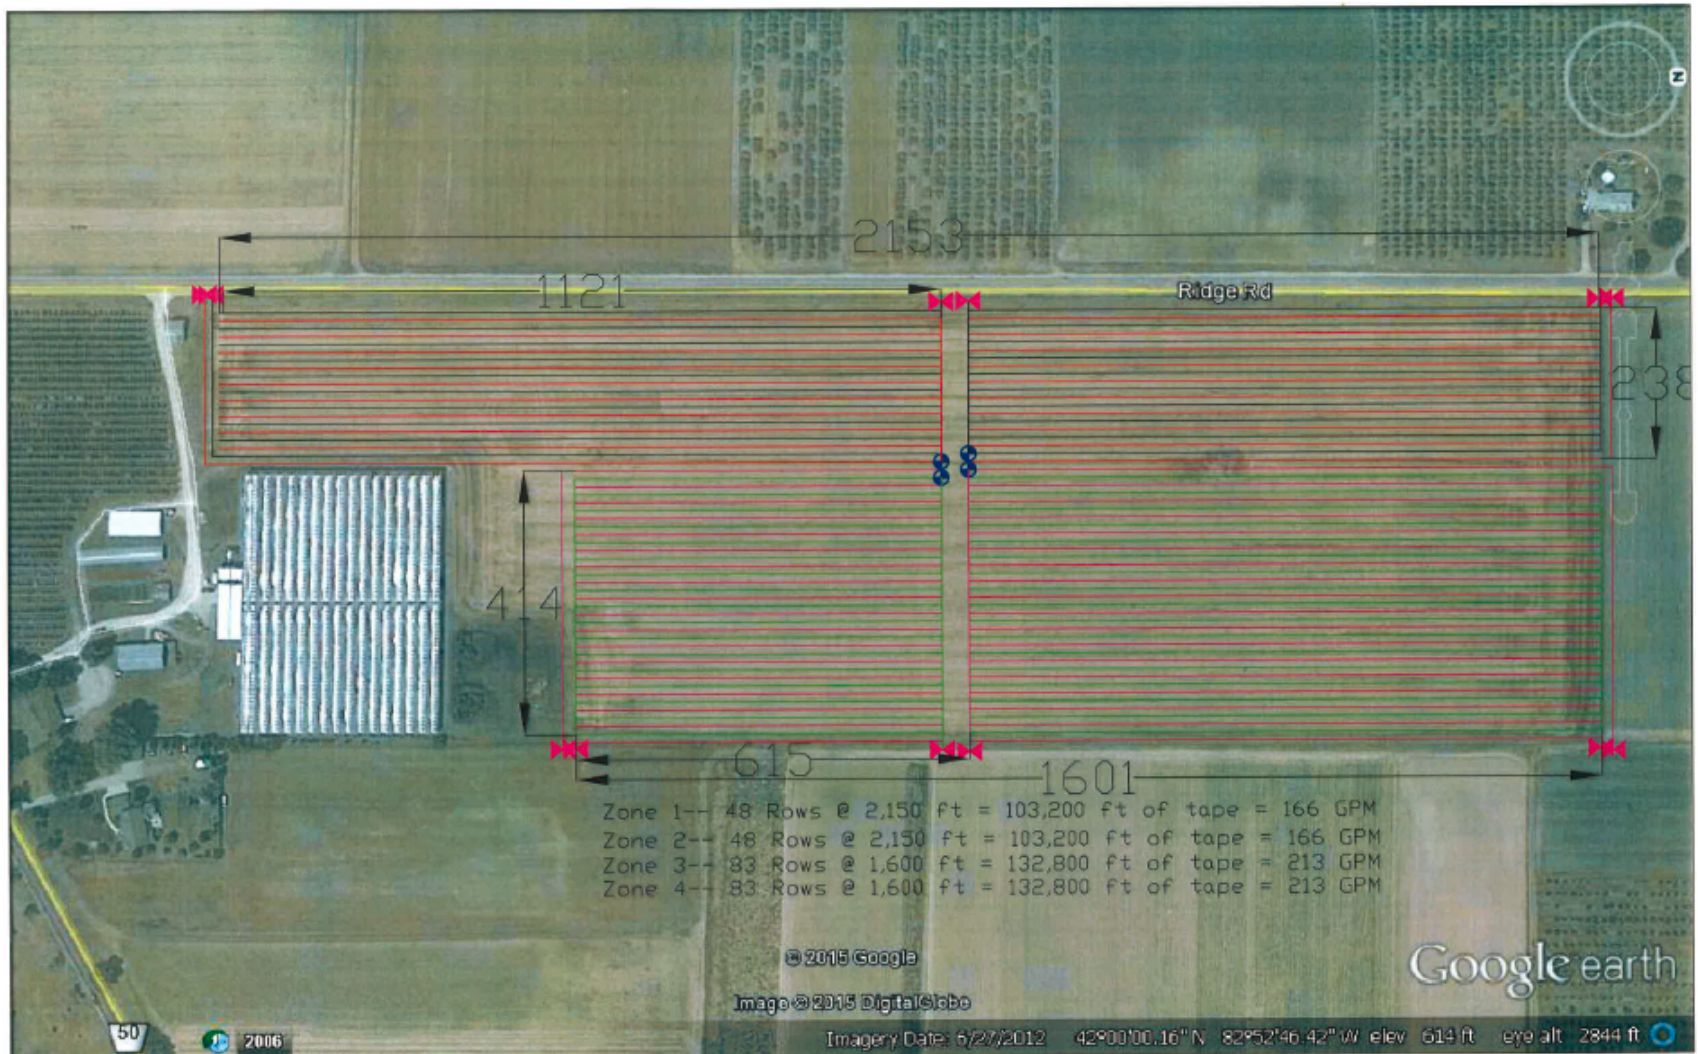 N
2153
1121
Ridge Rd
238
414
615
1601
Zone 1-- 48 Rows @ 2,150 ft = 103,200 ft of tape = 166 GPM
Zone 2-- 48 Rows @ 2,150 ft = 103,200 ft of tape = 166 GPM
Zone 3-- 83 Rows @ 1,600 ft = 132,800 ft of tape = 213 GPM
Zone 4-- 83 Rows @ 1,600 ft = 132,800 ft of tape = 213 GPM
© 2015 Google
Google earth
Image © 2015 DigitalGlobe
50
2006
Imagery Date: 6/27/2012 42°00'00.16" N 82°52'46.42" W elev 614 ft eye alt 2844 ft